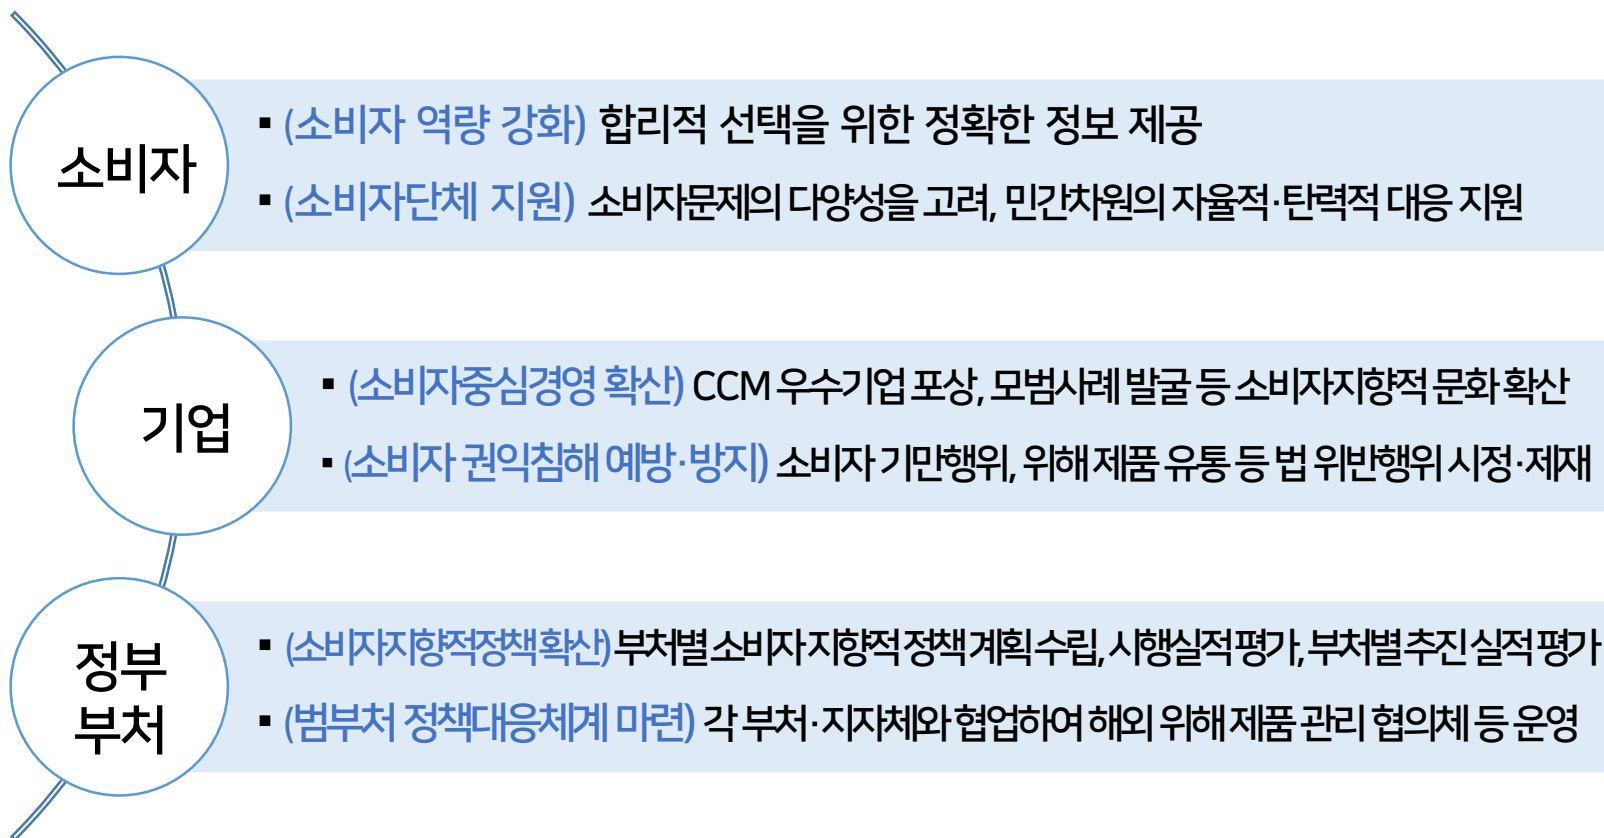 소비자
▪ (소비자 역량 강화) 합리적 선택을 위한 정확한 정보 제공
▪ (소비자단체 지원) 소비자문제의 다양성을 고려, 민간차원의 자율적·탄력적 대응 지원
기업
▪ (소비자중심경영 확산) CCM 우수기업 포상, 모범사례 발굴 등 소비자지향적 문화 확산
▪ (소비자 권익침해 예방·방지) 소비자 기만행위, 위해 제품 유통 등 법 위반행위 시정·제재
정부
부처
▪ (소비자지향적정책 확산) 부처별 소비자 지향적 정책 계획 수립, 시행실적 평가, 부처별 추진 실적 평가
▪ (범부처 정책대응체계 마련) 각 부처·지자체와 협업하여 해외 위해 제품 관리 협의체 등 운영